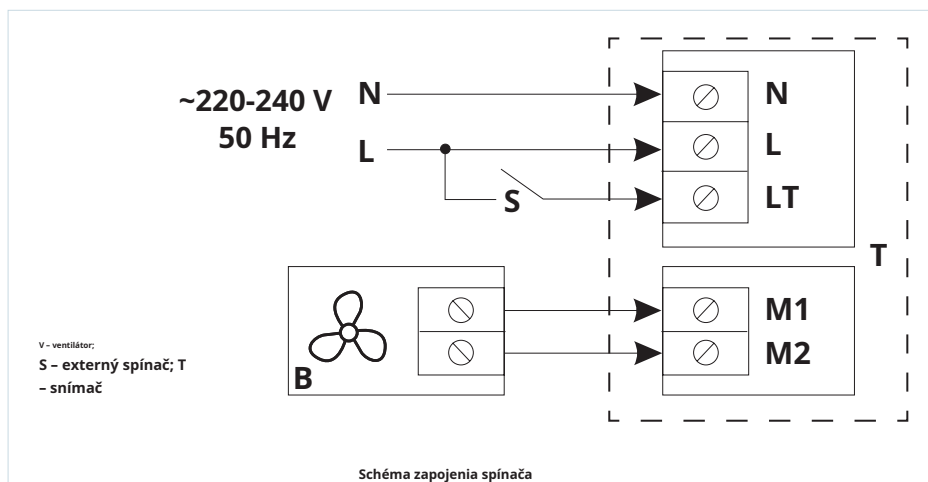 ~220-240 V
50 Hz
N
L
S
N
L
LT
T
M1
M2
B
V – ventilátor;
S – externý spínač; T
– snímač
Schéma zapojenia spínača